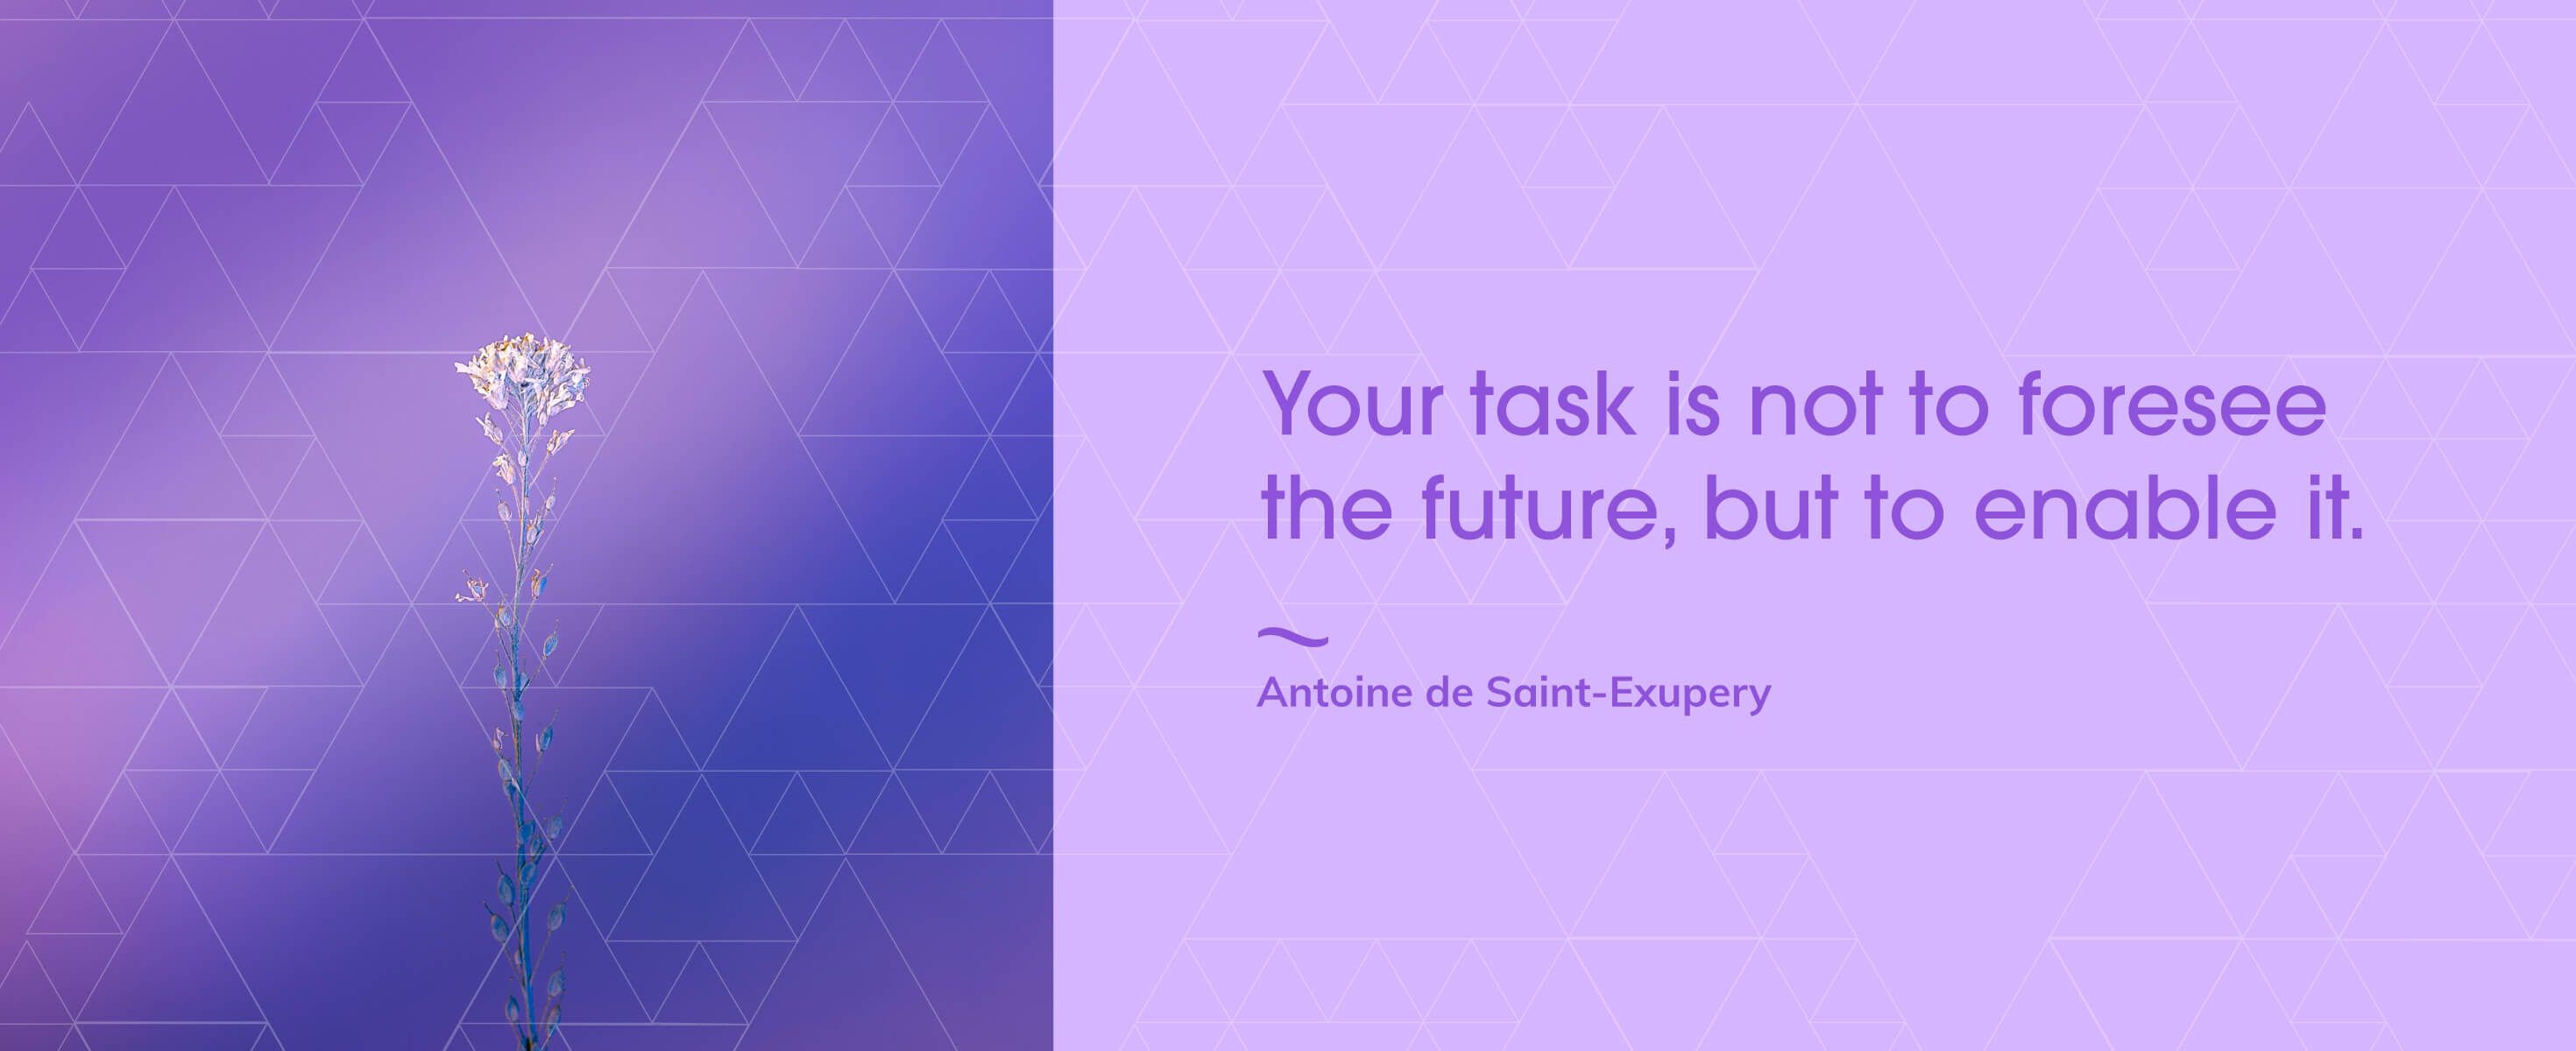 Your task is not to foresee
the future, but to enable it.
~
Antoine de Saint-Exupery